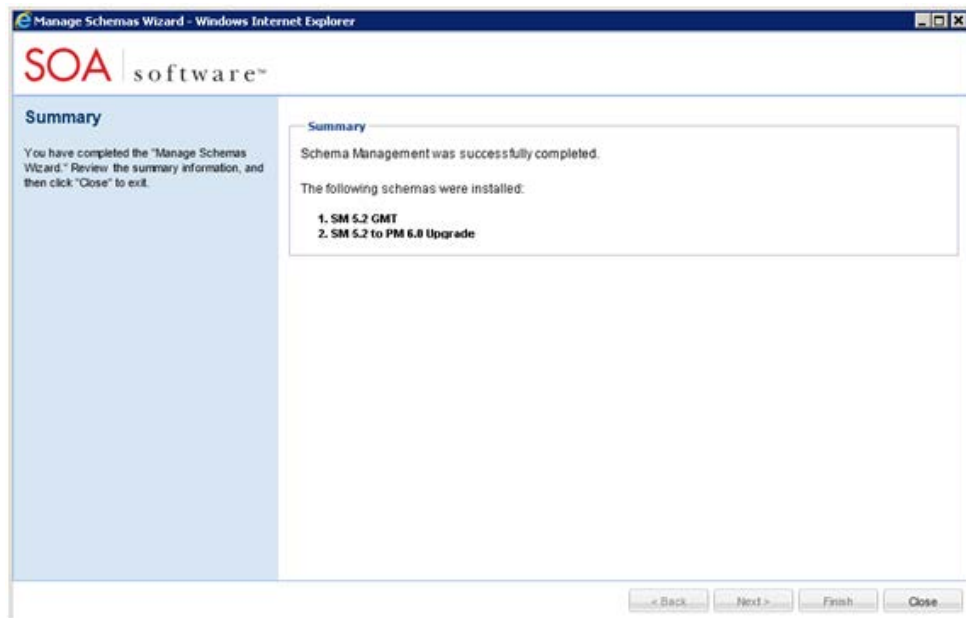 Manage Schemas Wizard - Windows Internet Explorer
SOA software℠
Summary
You have completed the "Manage Schemas
Wizard." Review the summary information, and
then click "Close" to exit.
Summary
Schema Management was successfully completed.
The following schemas were installed:
1. SM 5.2 GMT
2. SM 5.2 to PM 6.0 Upgrade
< Back
Next >
Finish
Close